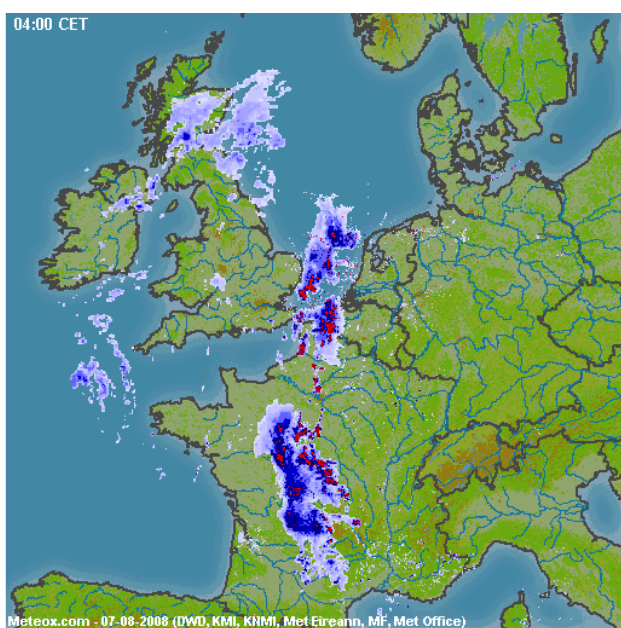 04:00 CET
Meteox.com - 07-08-2008 (DWD, KMI, KNMI, Met Eireann, MF, Met Office)